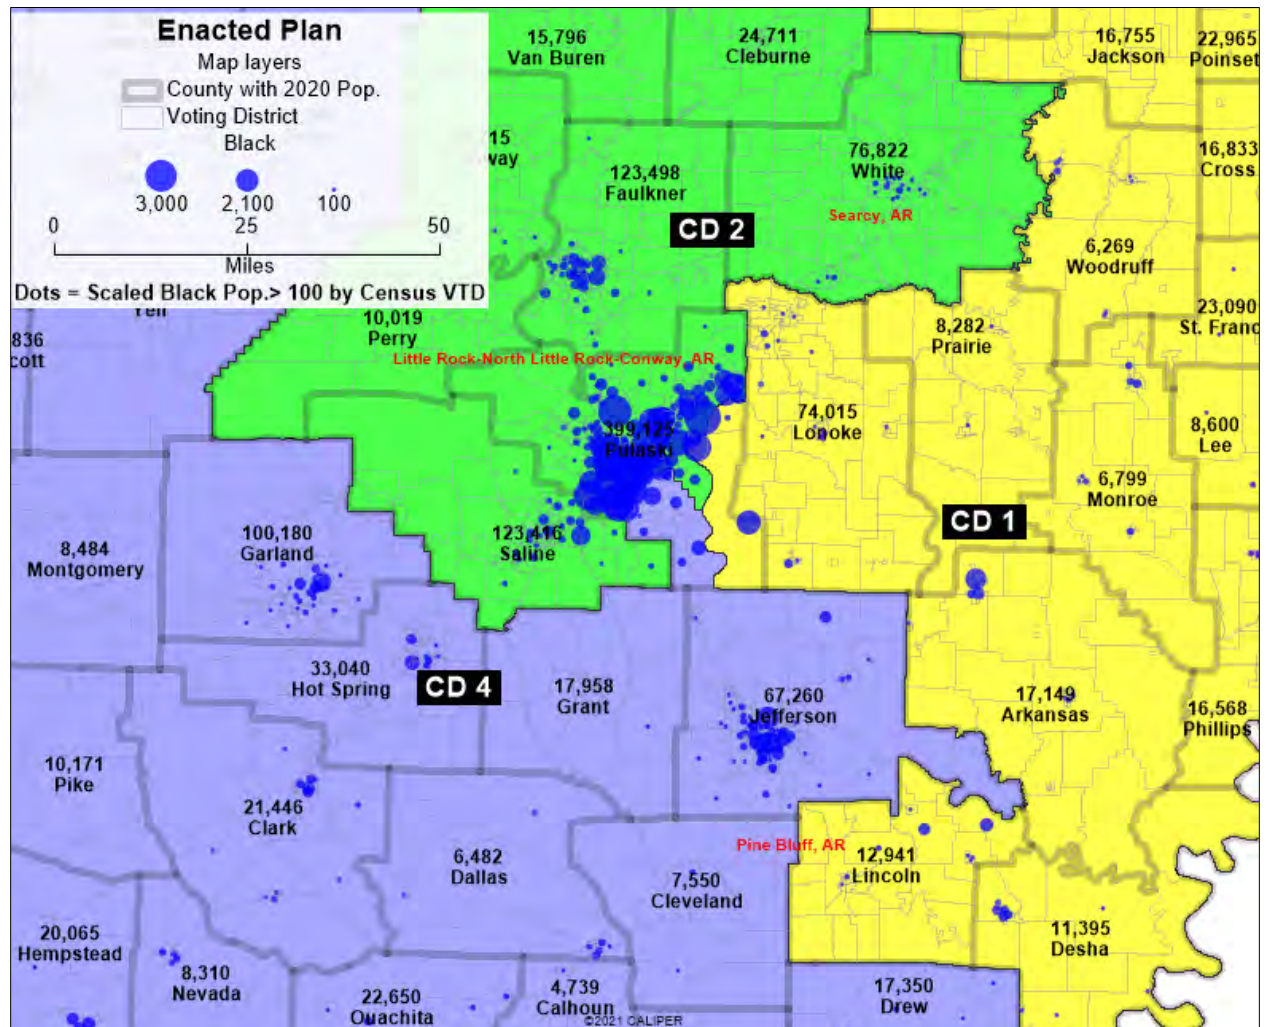 Enacted Plan
Map layers
County with 2020 Pop.
Voting District
Black
3,000 2,100 100
0 25 50
Miles
Dots = Scaled Black Pop.> 100 by Census VTD
15,796
Van Buren
24,711
Cleburne
16,755
Jackson
22,965
Poinset
15
way
123,498
Faulkner
76,822
White
16,833
Cross
Searcy, AR
CD 2
6,269
Woodruff
23,090
St. Franc
Yell
10,019
Perry
8,282
Prairie
836
cott
Little Rock-North Little Rock-Conway, AR
399,125
Pulaski
74,015
Lonoke
8,600
Lee
6,799
Monroe
CD 1
8,484
Montgomery
100,180
Garland
123,416
Saline
33,040
Hot Spring
CD 4
17,958
Grant
67,260
Jefferson
17,149
Arkansas
16,568
Phillips
10,171
Pike
21,446
Clark
6,482
Dallas
Pine Bluff, AR
7,550
Cleveland
12,941
Lincoln
11,395
Desha
20,065
Hempstead
8,310
Nevada
22,650
Ouachita
4,739
Calhoun
17,350
Drew
©2021 CALIPER